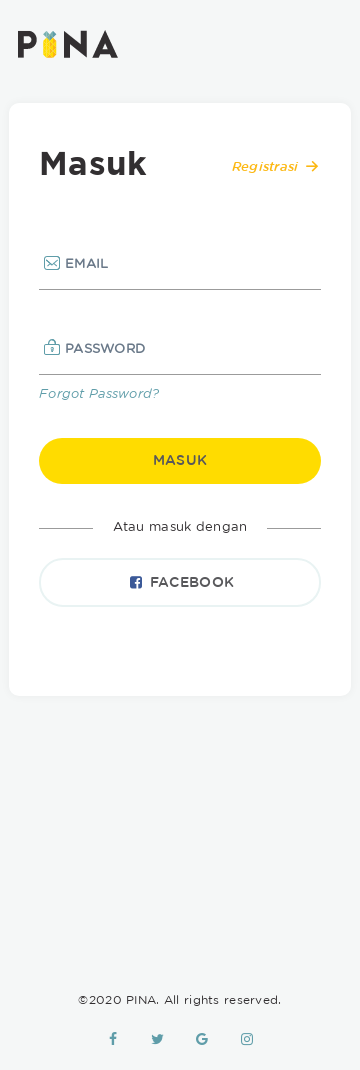 PINA
Masuk
Registrasi
EMAIL
PASSWORD
Forgot Password?
MASUK
Atau masuk dengan
FACEBOOK
©2020 PINA. All rights reserved.